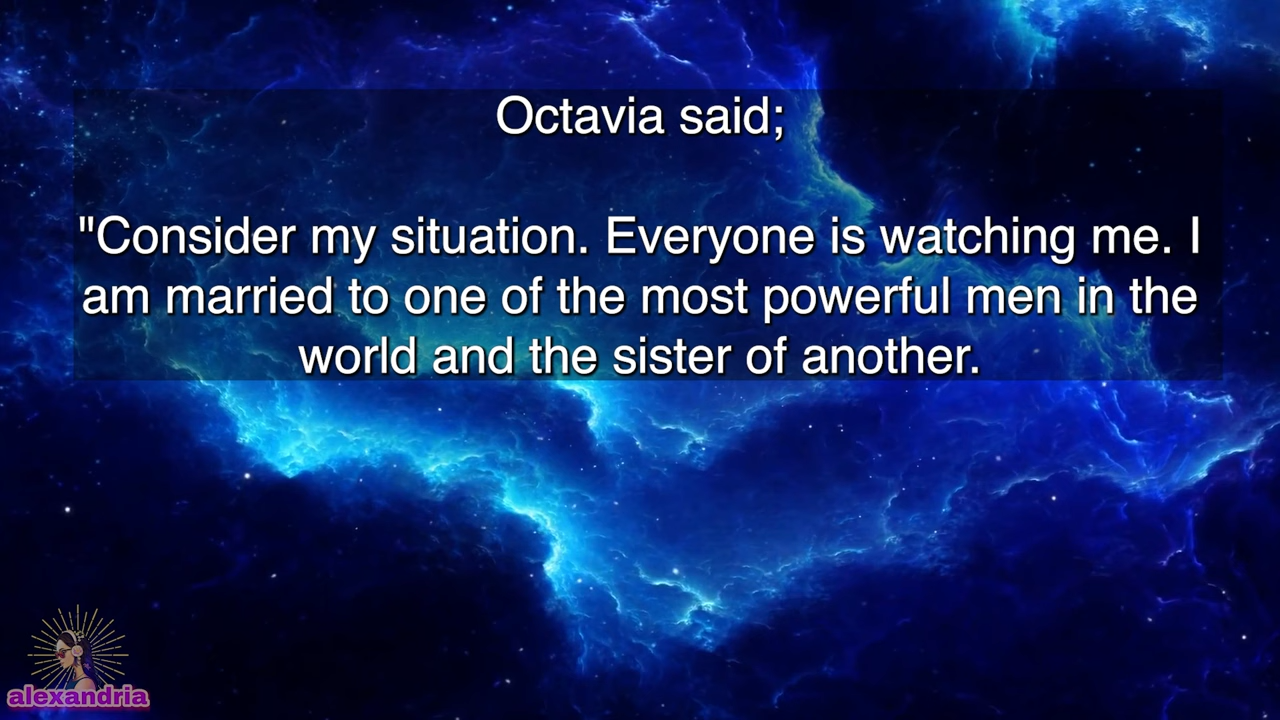 Octavia said;
"Consider my situation. Everyone is watching me. I
am married to one of the most powerful men in the
world and the sister of another.
alexandria